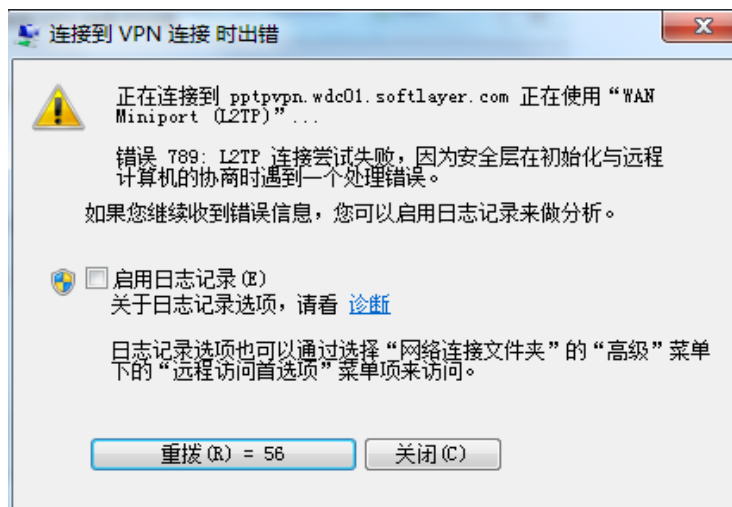 连接到 VPN 连接 时出错
正在连接到 pptpvpn.wdc01.softlayer.com 正在使用“WAN
Miniport (L2TP)”...
错误 789: L2TP 连接尝试失败，因为安全层在初始化与远程
计算机的协商时遇到一个处理错误。
如果您继续收到错误信息，您可以启用日志记录来做分析。
启用日志记录(E)
关于日志记录选项，请看 诊断
日志记录选项也可以通过选择“网络连接文件夹”的“高级”菜单
下的“远程访问首选项”菜单项来访问。
重拨(R) = 56
关闭(C)